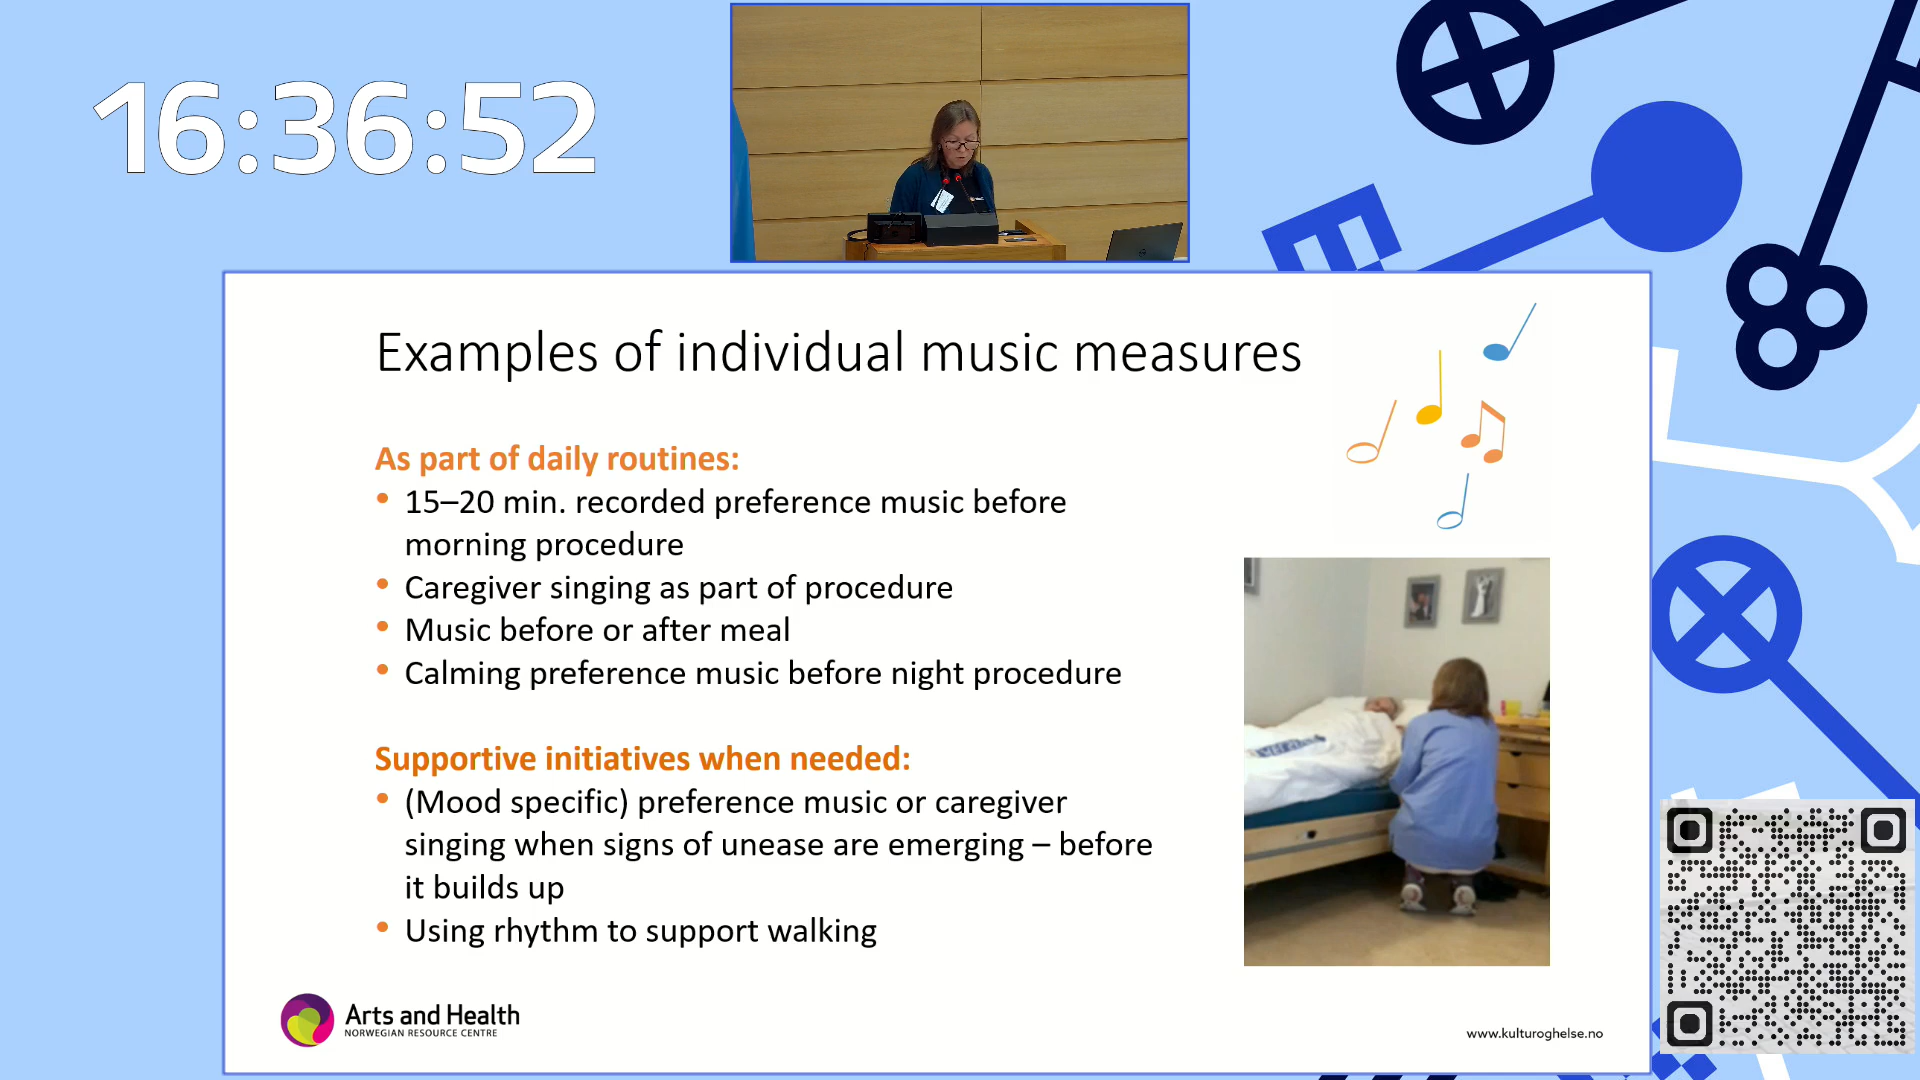 16:36:52
Examples of individual music measures
As part of daily routines:
• 15–20 min. recorded preference music before
morning procedure
• Caregiver singing as part of procedure
• Music before or after meal
• Calming preference music before night procedure
Supportive initiatives when needed:
• (Mood specific) preference music or caregiver
singing when signs of unease are emerging – before
it builds up
• Using rhythm to support walking
Arts and Health
NORWEGIAN RESOURCE CENTRE
www.kulturoghelse.no